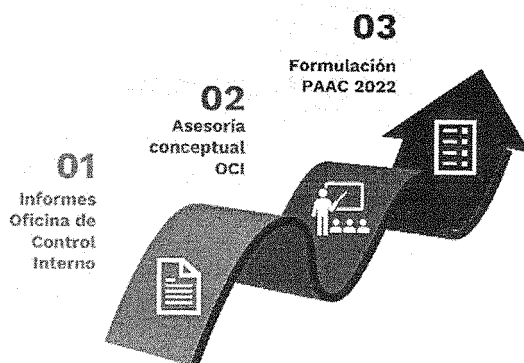 01
Informes
Oficina de
Control
Interno
02
Asesoría
conceptual
OCI
03
Formulación
PAAC 2022